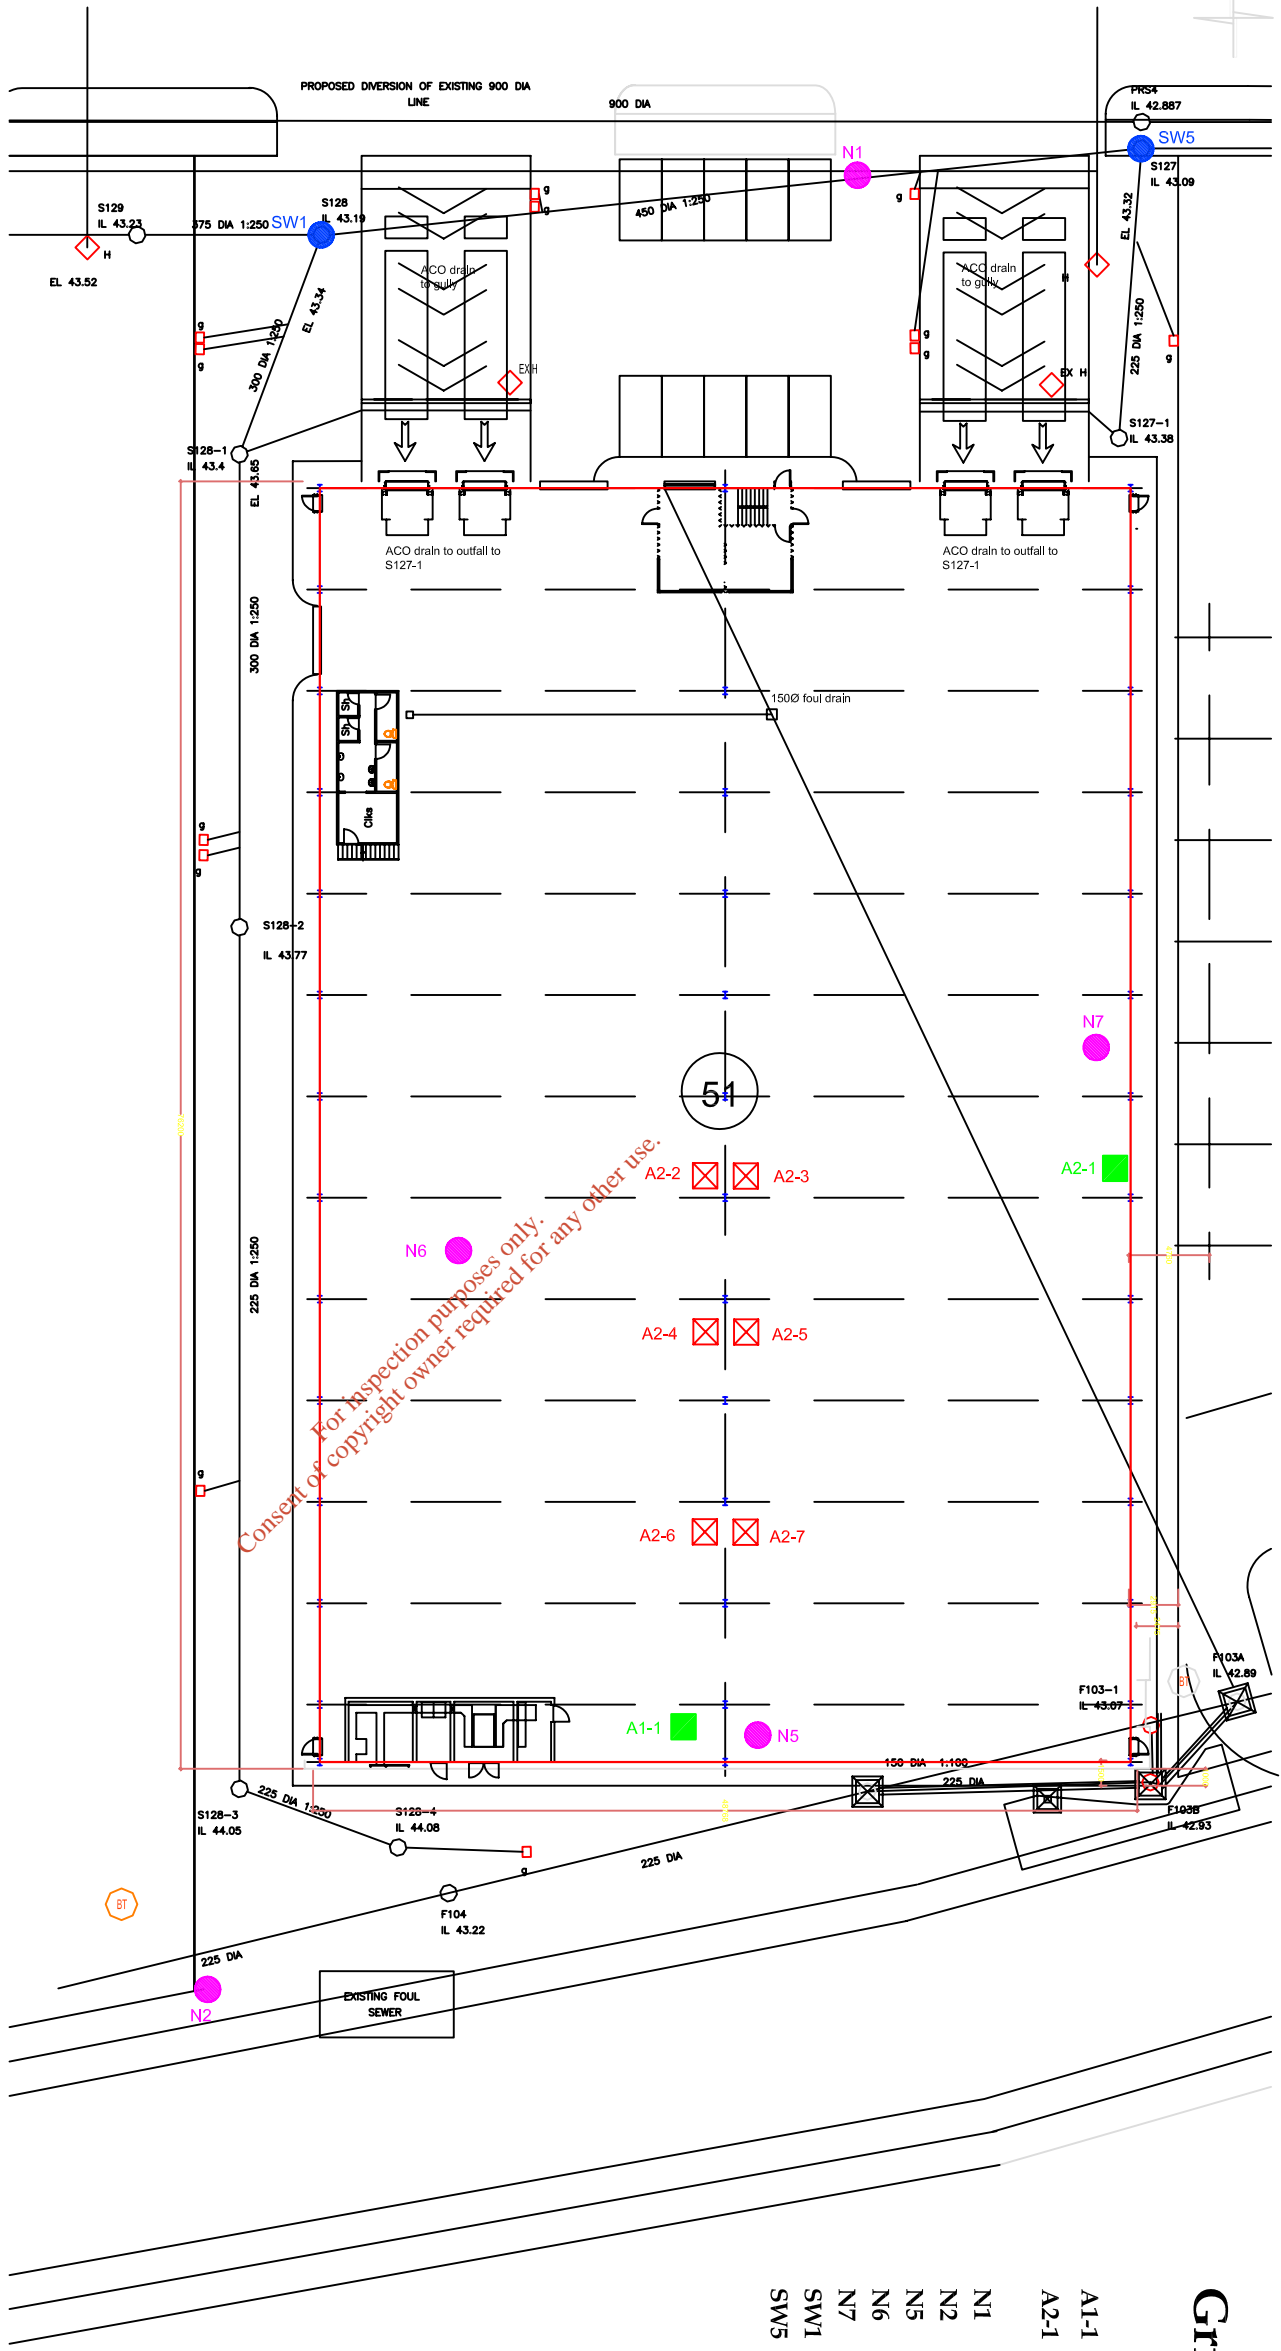 PROPOSED DIVERSION OF EXISTING 900 DIA
LINE
900 DIA
PRS4
IL 42.887
SW5
S127
IL 43.09
N1
S129
IL 43.23
375 DIA 1:250
SW1
S128
IL 43.19
g
g
450 DIA 1:250
g
EL 43.32
H
EL 43.52
EL 43.34
ACO drain
to gully
ACO drain
to gully
H
300 DIA 1:250
g
g
g
g
225 DIA 1:250
g
EX H
EX H
S128-1
IL 43.4
EL 43.65
S127-1
IL 43.38
ACO drain to outfall to
S127-1
ACO drain to outfall to
S127-1
300 DIA 1:250
150Ø foul drain
Sh
Sh
Clks
g
g
S128-2
IL 43.77
N7
51
A2-2
A2-3
A2-1
N6
225 DIA 1:250
A2-4
A2-5
For inspection purposes only.
Consent of copyright owner required for any other use.
g
A2-6
A2-7
F103A
IL 42.89
BT
F103-1
IL 43.07
A1-1
N5
150 DIA 1:100
225 DIA
F103B
IL 42.93
S128-3
IL 44.05
225 DIA 1:250
S128-4
IL 44.08
g
225 DIA
BT
F104
IL 43.22
225 DIA
N2
EXISTING FOUL
SEWER
A1-1
A2-1
N1
N2
N5
N6
N7
SW1
SW5